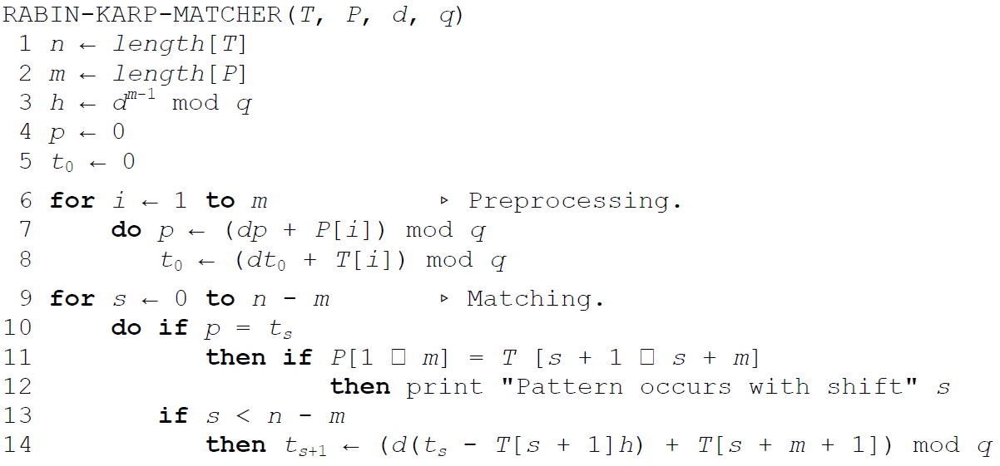 RABIN-KARP-MATCHER(T, P, d, q)
1 n ← length[T]
2 m ← length[P]
3 h ← d^{m-1} mod q
4 p ← 0
5 t₀ ← 0
6 for i ← 1 to m ▹ Preprocessing.
7 do p ← (dp + P[i]) mod q
8 t₀ ← (dt₀ + T[i]) mod q
9 for s ← 0 to n - m ▹ Matching.
10 do if p = tₛ
11 then if P[1 □ m] = T [s + 1 □ s + m]
12 then print "Pattern occurs with shift" s
13 if s < n - m
14 then tₛ₊₁ ← (d(tₛ - T[s + 1]h) + T[s + m + 1]) mod q